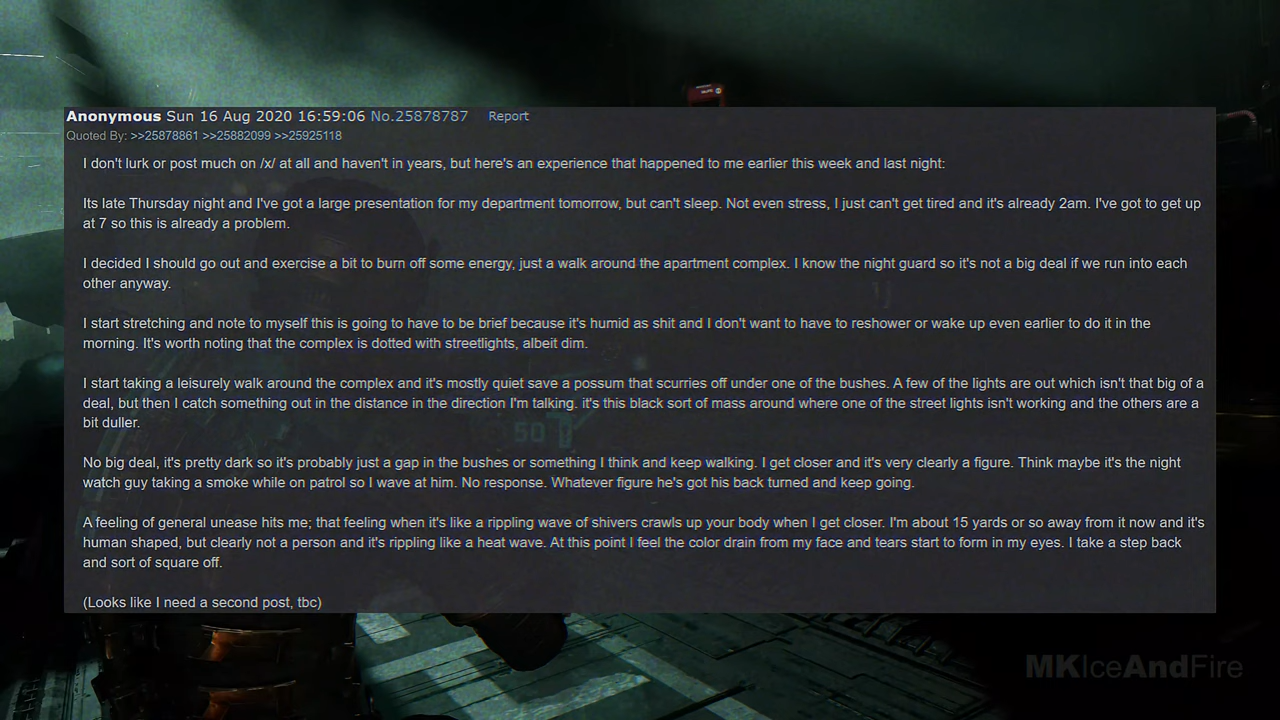 Anonymous Sun 16 Aug 2020 16:59:06 No.25878787 Report
Quoted By: >>25878861 >>25882099 >>25925118
I don't lurk or post much on /x/ at all and haven't in years, but here's an experience that happened to me earlier this week and last night:
Its late Thursday night and I've got a large presentation for my department tomorrow, but can't sleep. Not even stress, I just can't get tired and it's already 2am. I've got to get up
at 7 so this is already a problem.
I decided I should go out and exercise a bit to burn off some energy, just a walk around the apartment complex. I know the night guard so it's not a big deal if we run into each
other anyway.
I start stretching and note to myself this is going to have to be brief because it's humid as shit and I don't want to have to reshower or wake up even earlier to do it in the
morning. It's worth noting that the complex is dotted with streetlights, albeit dim.
I start taking a leisurely walk around the complex and it's mostly quiet save a possum that scurries off under one of the bushes. A few of the lights are out which isn't that big of a
deal, but then I catch something out in the distance in the direction I'm talking. it's this black sort of mass around where one of the street lights isn't working and the others are a
bit duller.
No big deal, it's pretty dark so it's probably just a gap in the bushes or something I think and keep walking. I get closer and it's very clearly a figure. Think maybe it's the night
watch guy taking a smoke while on patrol so I wave at him. No response. Whatever figure he's got his back turned and keep going.
A feeling of general unease hits me; that feeling when it's like a rippling wave of shivers crawls up your body when I get closer. I'm about 15 yards or so away from it now and it's
human shaped, but clearly not a person and it's rippling like a heat wave. At this point I feel the color drain from my face and tears start to form in my eyes. I take a step back
and sort of square off.
(Looks like I need a second post, tbc)
50
MKIceAndFire